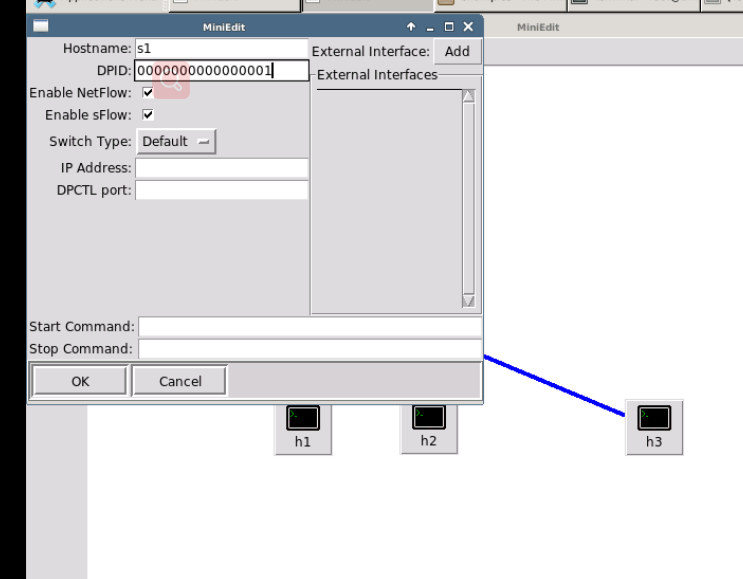 MiniEdit
MiniEdit
Hostname: s1
External Interface: Add
DPID: 0000000000000001
External Interfaces
Enable NetFlow:
Enable sFlow:
Switch Type: Default
IP Address:
DPCTL port:
Start Command:
Stop Command:
OK Cancel
h1 h2 h3